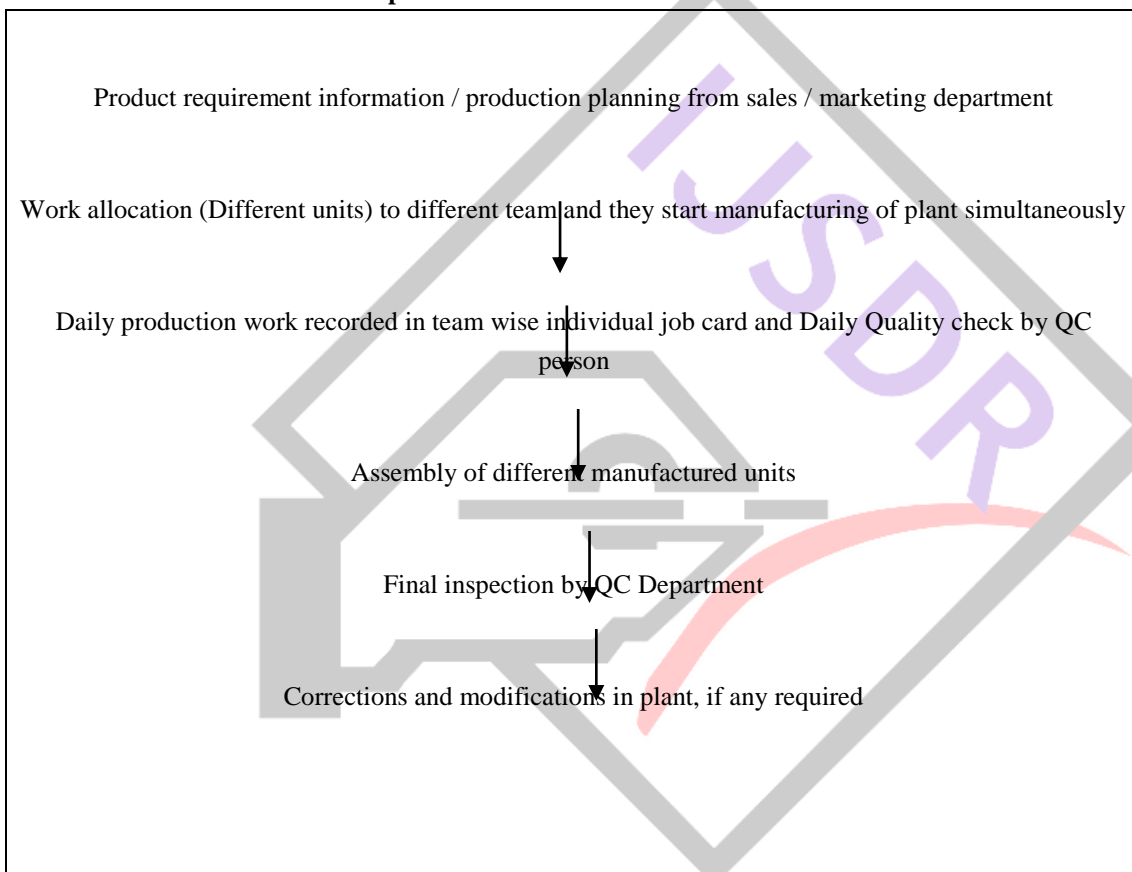 Product requirement information / production planning from sales / marketing department
Work allocation (Different units) to different team and they start manufacturing of plant simultaneously
Daily production work recorded in team wise individual job card and Daily Quality check by QC
person
Assembly of different manufactured units
Final inspection by QC Department
Corrections and modifications in plant, if any required
IJSDR